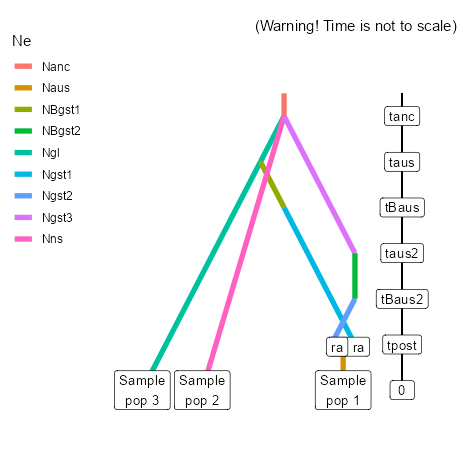 (Warning! Time is not to scale)
Ne
Nanc
Naus
NBgst1
NBgst2
Ngl
Ngst1
Ngst2
Ngst3
Nns
tanc
taus
tBaus
taus2
tBaus2
tpost
0
ra ra
Sample
pop 3
Sample
pop 2
Sample
pop 1